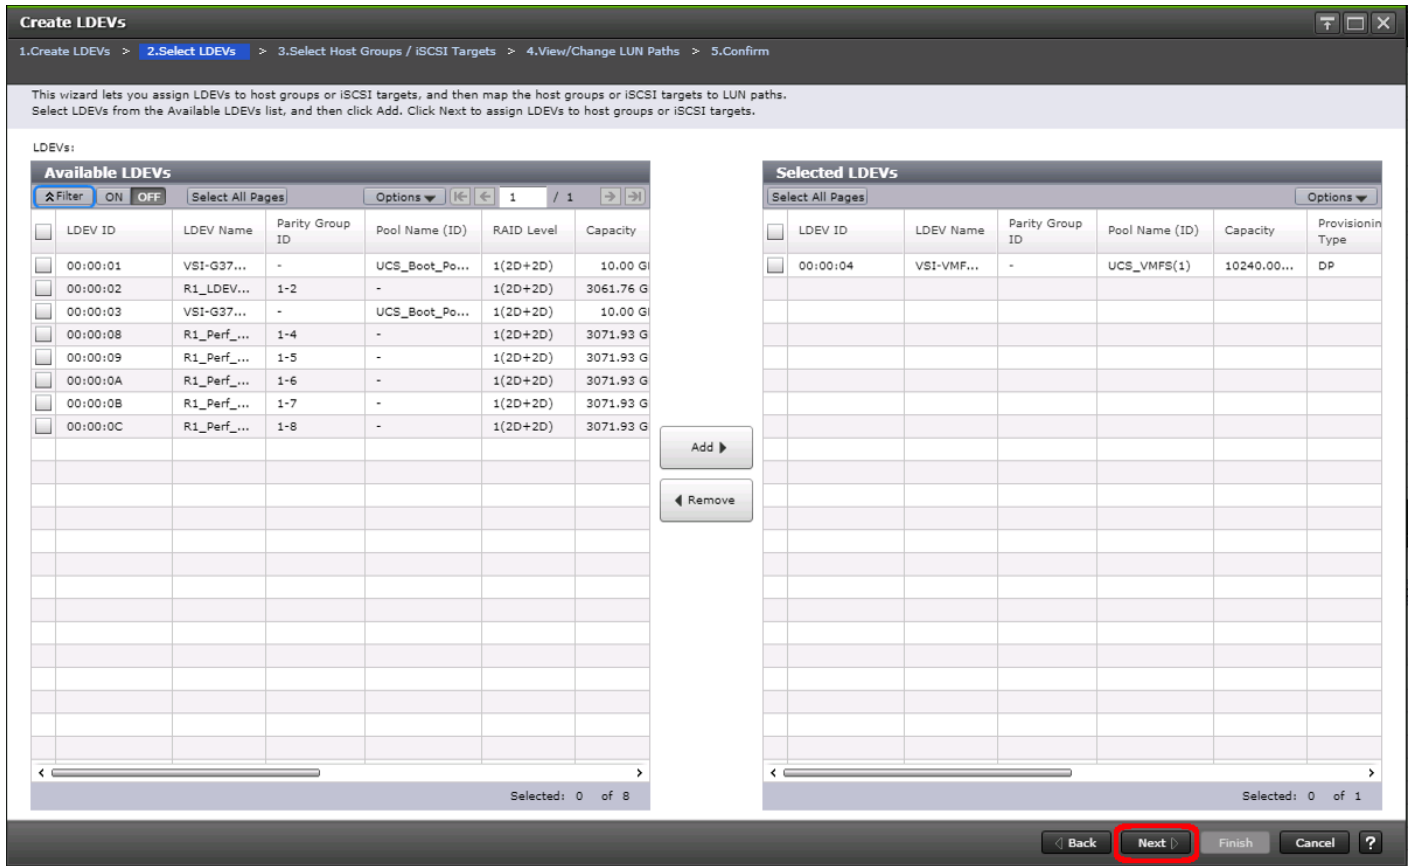 Create LDEVs
1.Create LDEVs > 2.Select LDEVs > 3.Select Host Groups / iSCSI Targets > 4.View/Change LUN Paths > 5.Confirm
This wizard lets you assign LDEVs to host groups or iSCSI targets, and then map the host groups or iSCSI targets to LUN paths.
Select LDEVs from the Available LDEVs list, and then click Add. Click Next to assign LDEVs to host groups or iSCSI targets.
LDEVs:
Available LDEVs
Filter ON OFF Select All Pages Options 1 / 1
LDEV ID LDEV Name Parity Group ID Pool Name (ID) RAID Level Capacity
00:00:01 VSI-G37... - UCS_Boot_Po... 1(2D+2D) 10.00 G
00:00:02 R1_LDEV... 1-2 - 1(2D+2D) 3061.76 G
00:00:03 VSI-G37... - UCS_Boot_Po... 1(2D+2D) 10.00 G
00:00:08 R1_Perf_... 1-4 - 1(2D+2D) 3071.93 G
00:00:09 R1_Perf_... 1-5 - 1(2D+2D) 3071.93 G
00:00:0A R1_Perf_... 1-6 - 1(2D+2D) 3071.93 G
00:00:0B R1_Perf_... 1-7 - 1(2D+2D) 3071.93 G
00:00:0C R1_Perf_... 1-8 - 1(2D+2D) 3071.93 G
Selected: 0 of 8
Add
Remove
Selected LDEVs
Select All Pages Options
LDEV ID LDEV Name Parity Group ID Pool Name (ID) Capacity Provisionin Type
00:00:04 VSI-VMF... - UCS_VMFS(1) 10240.00... DP
Selected: 0 of 1
Back Next Finish Cancel ?